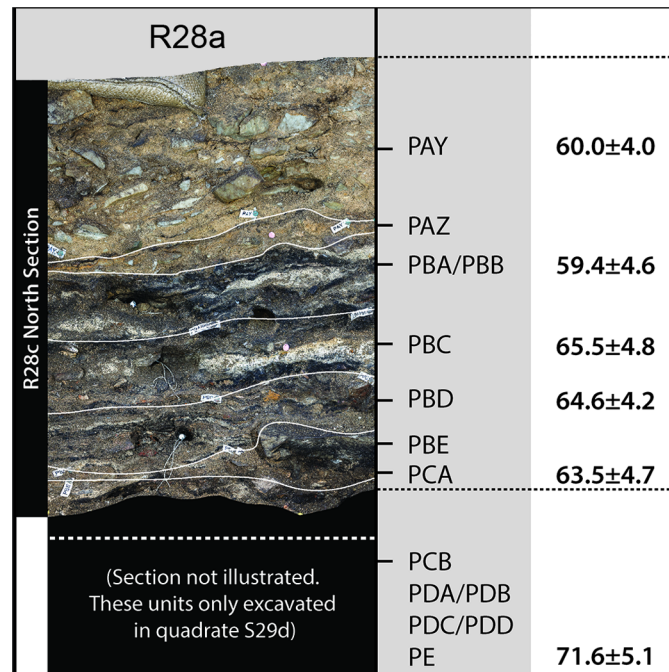 R28a
R28c North Section
PAY 60.0±4.0
PAZ
PBA/PBB 59.4±4.6
PBC 65.5±4.8
PBD 64.6±4.2
PBE
PCA 63.5±4.7
(Section not illustrated.
These units only excavated
in quadrate S29d)
PCB
PDA/PDB
PDC/PDD
PE 71.6±5.1
PAY
PAY